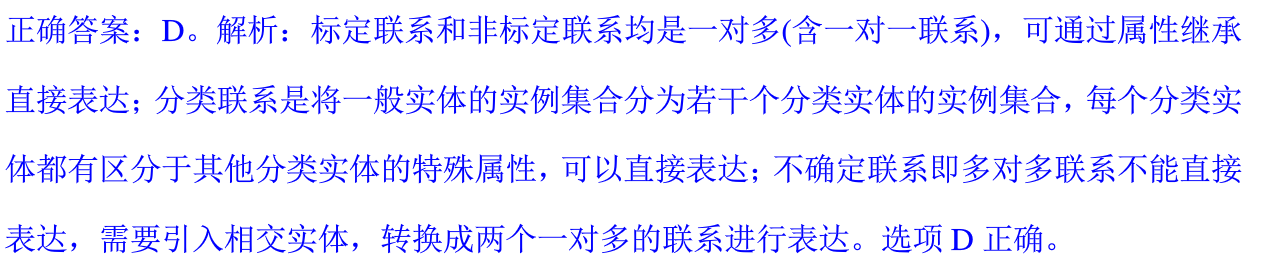 正确答案：D。解析：标定联系和非标定联系均是一对多(含一对一联系)，可通过属性继承
直接表达；分类联系是将一般实体的实例集合分为若干个分类实体的实例集合，每个分类实
体都有区分于其他分类实体的特殊属性，可以直接表达；不确定联系即多对多联系不能直接
表达，需要引入相交实体，转换成两个一对多的联系进行表达。选项 D 正确。